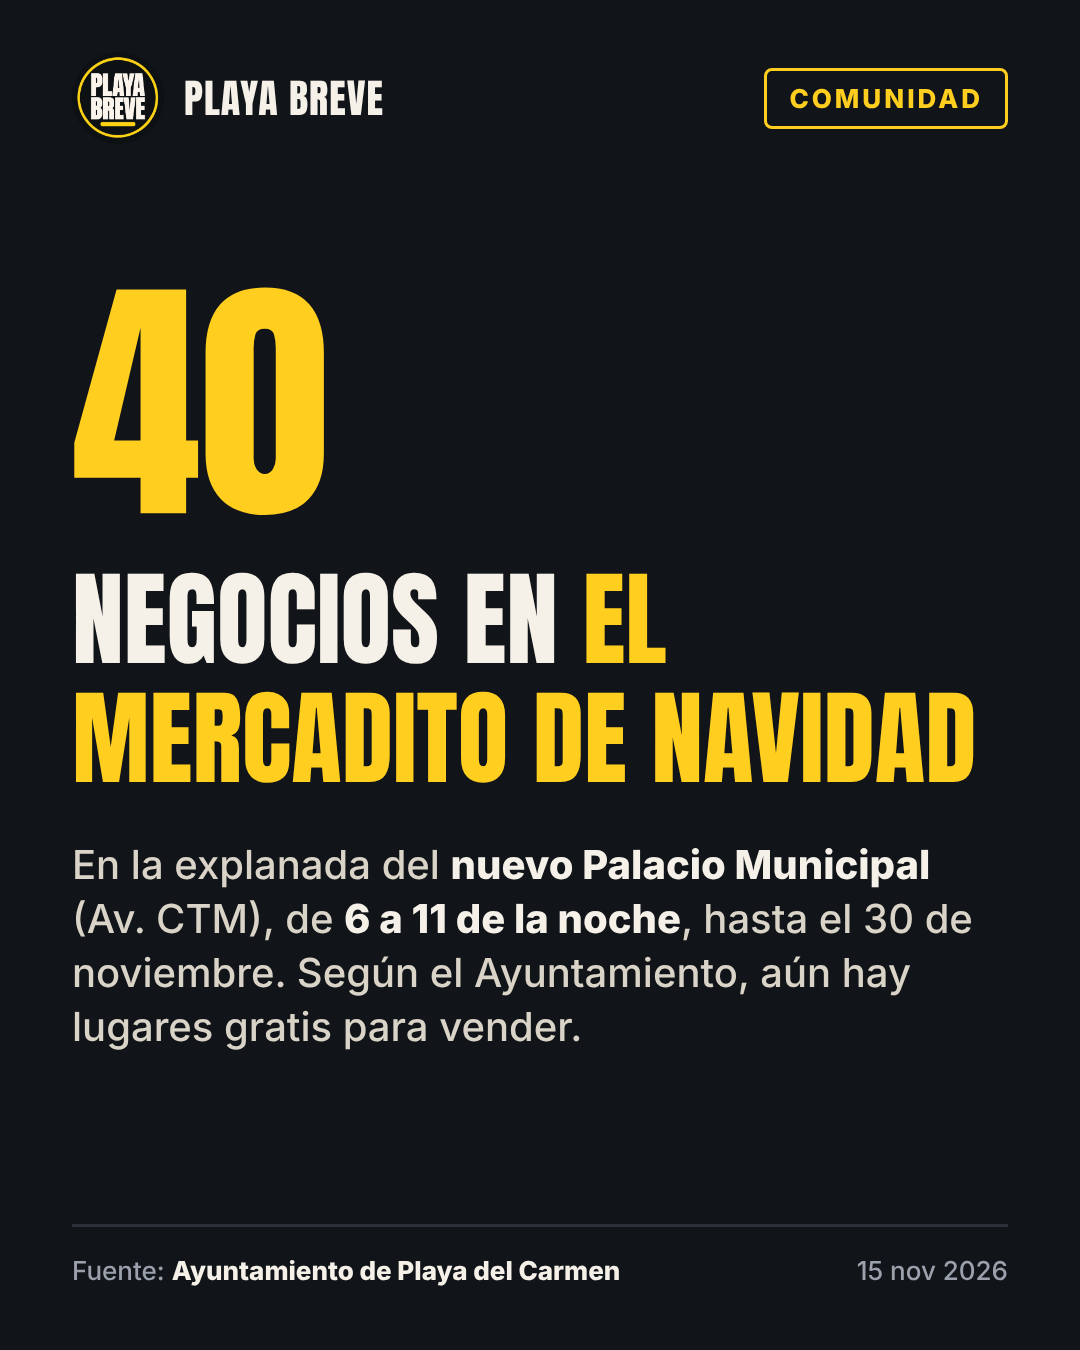 PLAYA
BREVE
PLAYA BREVE
COMUNIDAD
40
NEGOCIOS EN EL
MERCADITO DE NAVIDAD
En la explanada del nuevo Palacio Municipal
(Av. CTM), de 6 a 11 de la noche, hasta el 30 de
noviembre. Según el Ayuntamiento, aún hay
lugares gratis para vender.
Fuente: Ayuntamiento de Playa del Carmen
15 nov 2026